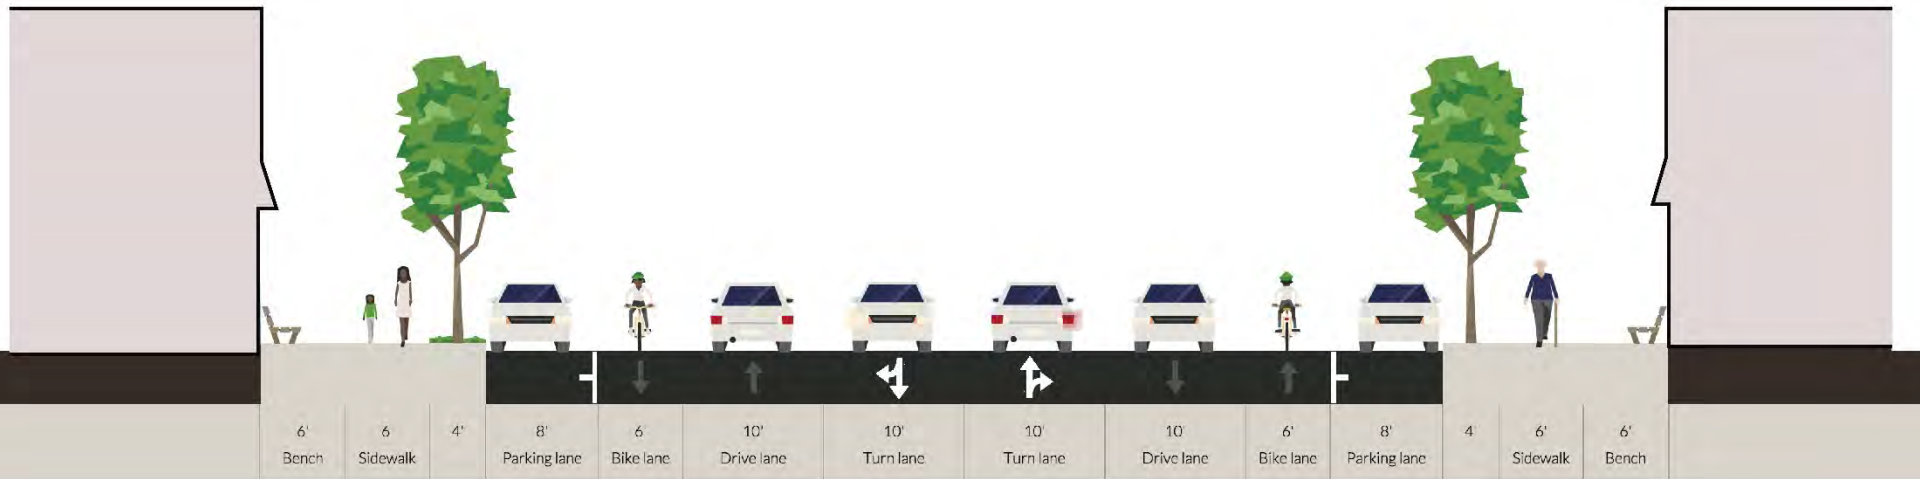 6' 6 4' 8' 6' 10' 10' 10' 10 6' 8' 4 6' 6'
Bench Sidewalk Parking lane Bike lane Drive lane Turn lane Turn lane Drive lane Bike lane Parking lane Sidewalk Bench